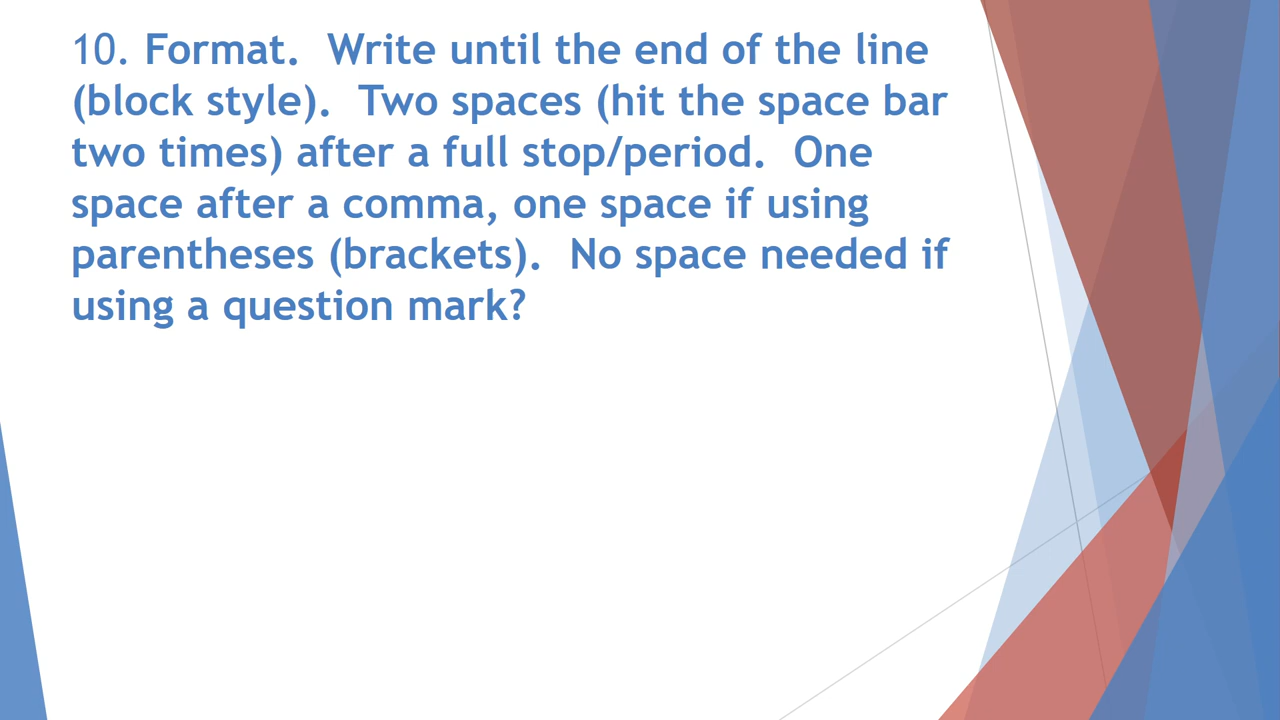 10. Format.  Write until the end of the line
(block style).  Two spaces (hit the space bar
two times) after a full stop/period.  One
space after a comma, one space if using
parentheses (brackets).  No space needed if
using a question mark?